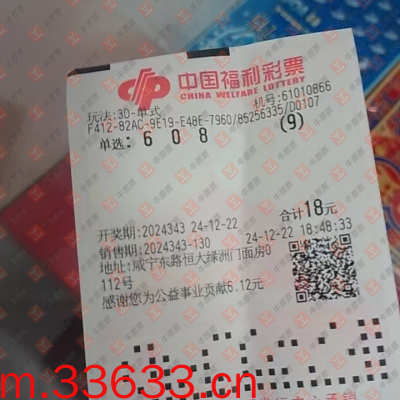 中国福利彩票
CHINA WELFARE LOTTERY
玩法:3D-单式
机号:61010866
F412-82AC-9E19-E48E-7960/85256335/D0107
单选: 6 0 8 (9)
合计18元
开奖期:2024343 24-12-22
销售期:2024343-130 24-12-22 18:48:33
地址:咸宁东路恒大绿洲门面房0
112号
感谢您为公益事业贡献6.12元
m.33633.cn